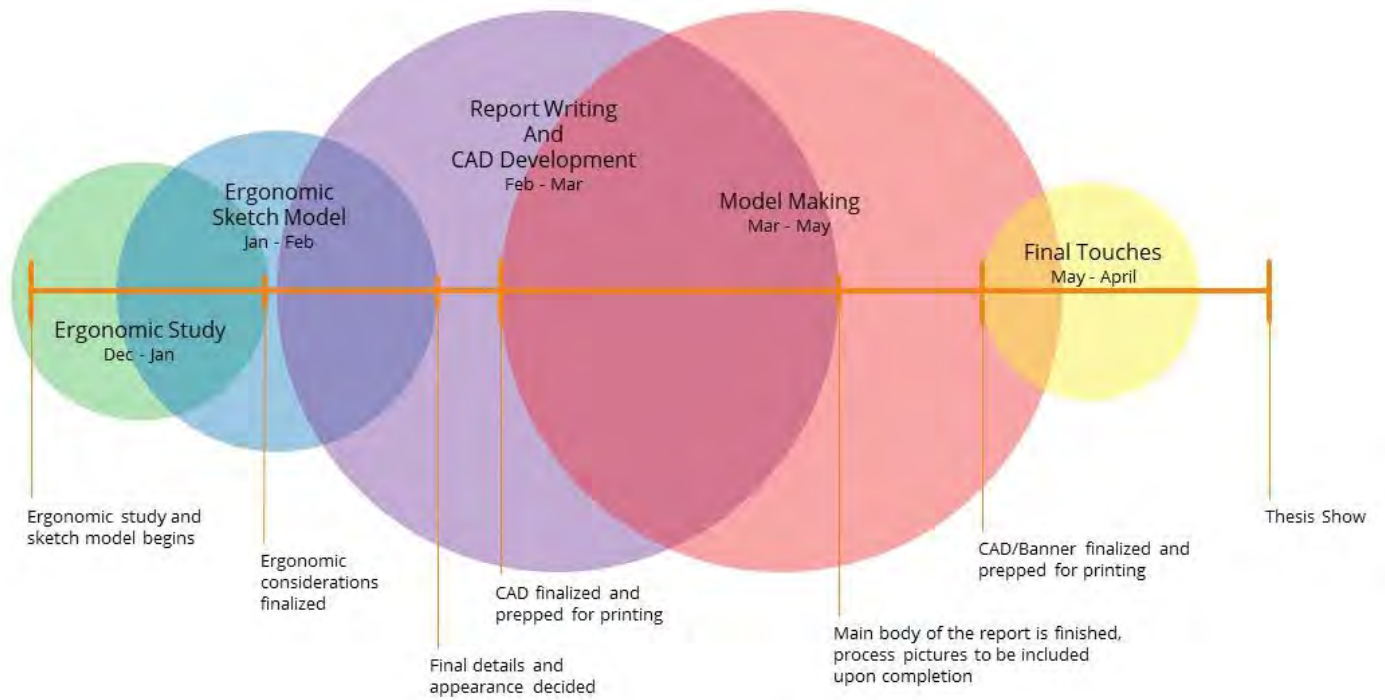 Report Writing
And
CAD Development
Feb - Mar
Ergonomic
Sketch Model
Jan - Feb
Model Making
Mar - May
Final Touches
May - April
Ergonomic Study
Dec - Jan
Ergonomic study and
sketch model begins
Ergonomic
considerations
finalized
Final details and
appearance decided
CAD finalized and
prepped for printing
Main body of the report is finished,
process pictures to be included
upon completion
CAD/Banner finalized and
prepped for printing
Thesis Show